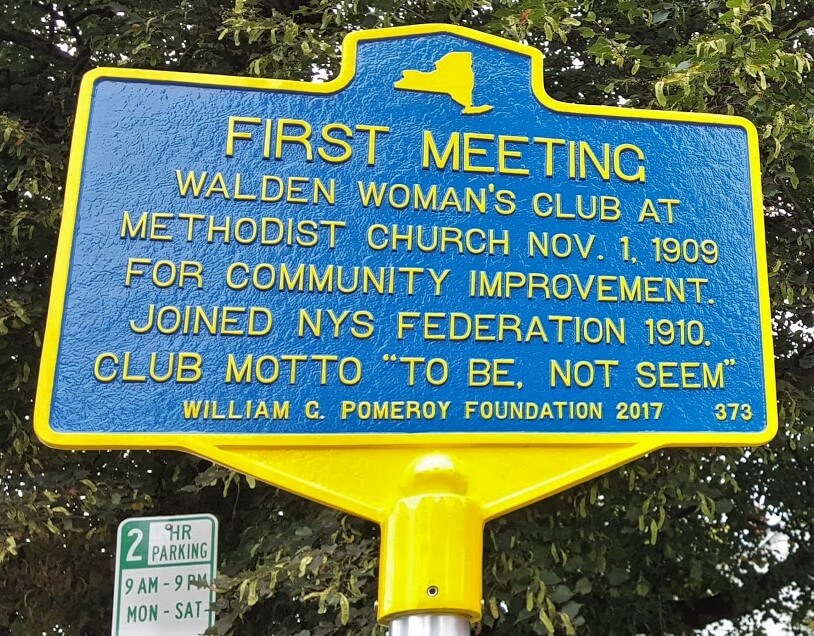 FIRST MEETING
WALDEN WOMAN'S CLUB AT
METHODIST CHURCH NOV. 1, 1909
FOR COMMUNITY IMPROVEMENT.
JOINED NYS FEDERATION 1910.
CLUB MOTTO “TO BE, NOT SEEM”
WILLIAM G. POMEROY FOUNDATION 2017 373
2 HR
PARKING
9 AM - 9 PM
MON - SAT